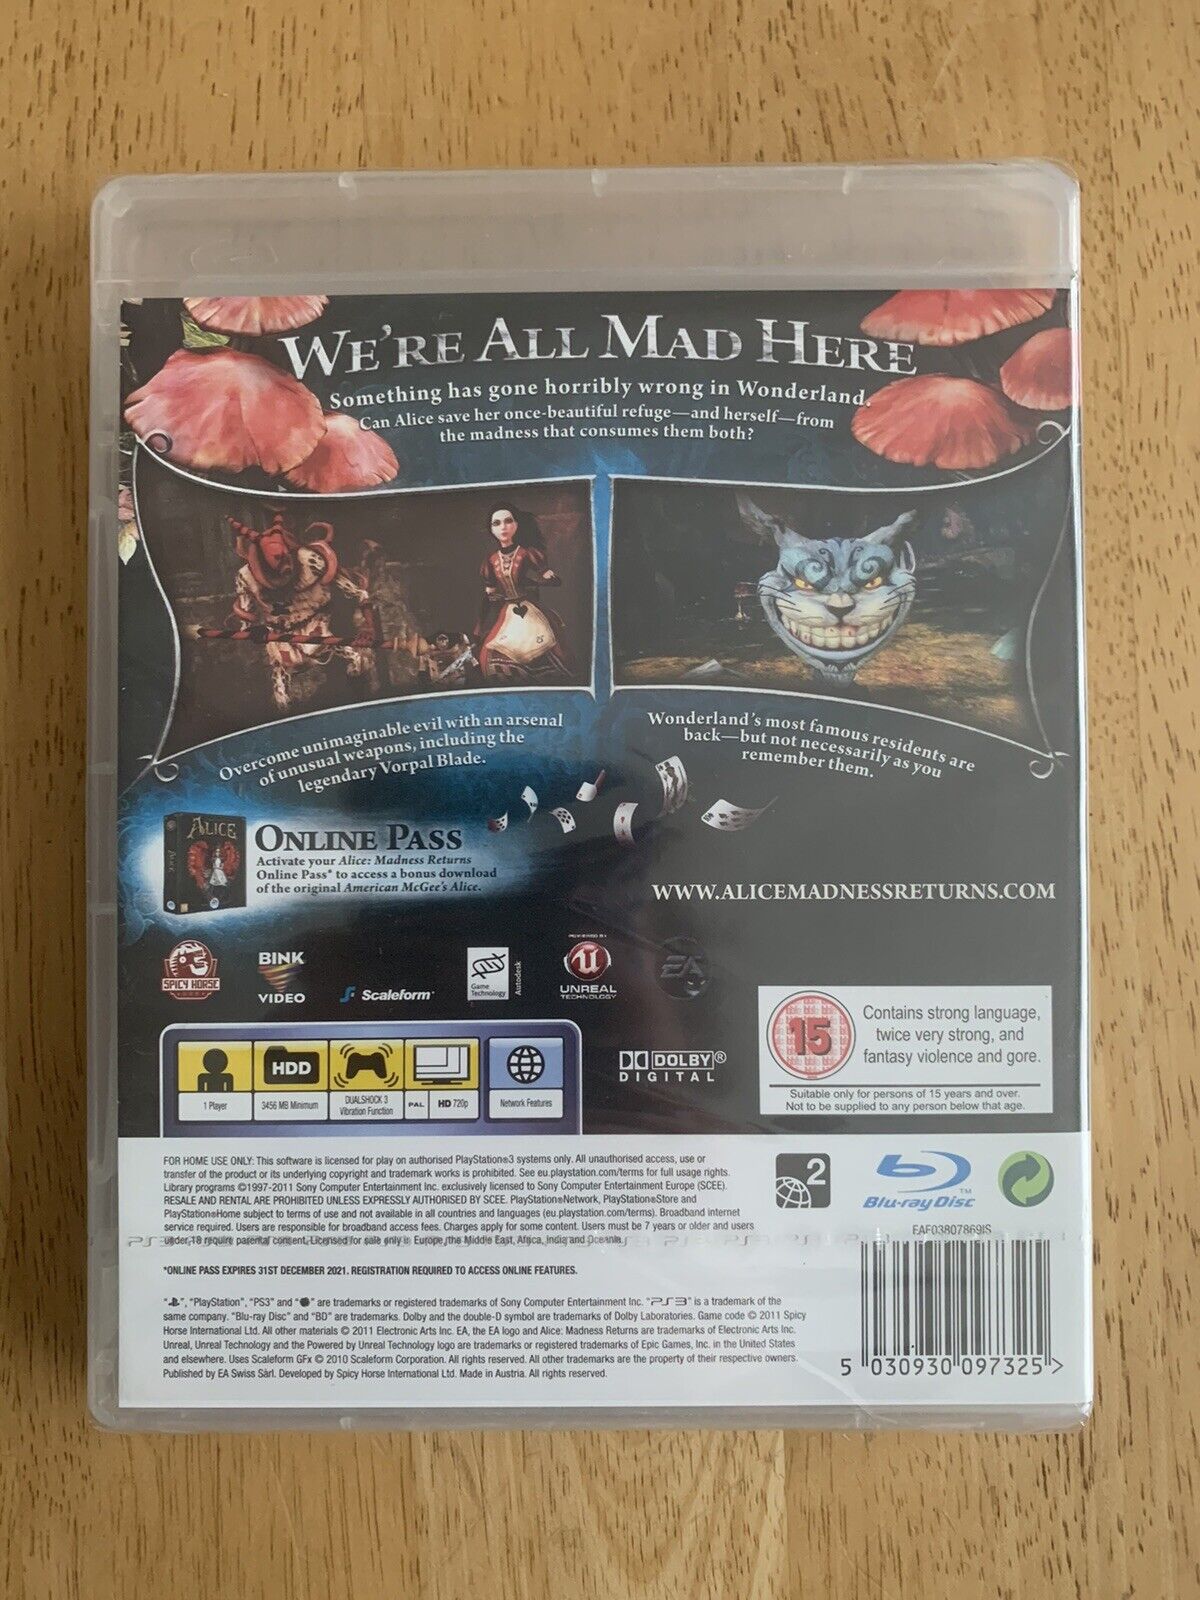 WE'RE ALL MAD HERE
Something has gone horribly wrong in Wonderland.
Can Alice save her once-beautiful refuge—and herself—from
the madness that consumes them both?
Overcome unimaginable evil with an arsenal
of unusual weapons, including the
legendary Vorpal Blade.
Wonderland's most famous residents are
back—but not necessarily as you
remember them.
ALICE
ALICE
ONLINE PASS
Activate your Alice: Madness Returns
Online Pass* to access a bonus download
of the original American McGee's Alice.
WWW.ALICEMADNESSRETURNS.COM
SPICY HORSE
BINK
VIDEO
Scaleform
Game
Technology
Autodesk
POWERED BY
UNREAL
TECHNOLOGY
EA
15
Contains strong language,
twice very strong, and
fantasy violence and gore.
Suitable only for persons of 15 years and over.
Not to be supplied to any person below that age.
HDD
1 Player
3456 MB Minimum
DUALSHOCK 3
Vibration Function
PAL
HD 720p
Network Features
DOLBY®
DIGITAL
FOR HOME USE ONLY: This software is licensed for play on authorised PlayStation®3 systems only. All unauthorised access, use or
transfer of the product or its underlying copyright and trademark works is prohibited. See eu.playstation.com/terms for full usage rights.
Library programs ©1997-2011 Sony Computer Entertainment Inc. exclusively licensed to Sony Computer Entertainment Europe (SCEE).
RESALE AND RENTAL ARE PROHIBITED UNLESS EXPRESSLY AUTHORISED BY SCEE. PlayStation®Network, PlayStation®Store and
PlayStation®Home subject to terms of use and not available in all countries and languages (eu.playstation.com/terms). Broadband internet
service required. Users are responsible for broadband access fees. Charges apply for some content. Users must be 7 years or older and users
under 18 require parental consent. Licensed for sale only in Europe, the Middle East, Africa, India and Oceania.
*ONLINE PASS EXPIRES 31ST DECEMBER 2021. REGISTRATION REQUIRED TO ACCESS ONLINE FEATURES.
", "PlayStation", "PS3" and " " are trademarks or registered trademarks of Sony Computer Entertainment Inc. "PS3" is a trademark of the
same company. "Blu-ray Disc" and "BD" are trademarks. Dolby and the double-D symbol are trademarks of Dolby Laboratories. Game code © 2011 Spicy
Horse International Ltd. All other materials © 2011 Electronic Arts Inc. EA, the EA logo and Alice: Madness Returns are trademarks of Electronic Arts Inc.
Unreal, Unreal Technology and the Powered by Unreal Technology logo are trademarks or registered trademarks of Epic Games, Inc. in the United States
and elsewhere. Uses Scaleform GFx © 2010 Scaleform Corporation. All rights reserved. All other trademarks are the property of their respective owners.
Published by EA Swiss Sàrl. Developed by Spicy Horse International Ltd. Made in Austria. All rights reserved.
2
Blu-ray Disc™
EAF03807869IS
5 030930 097325 >